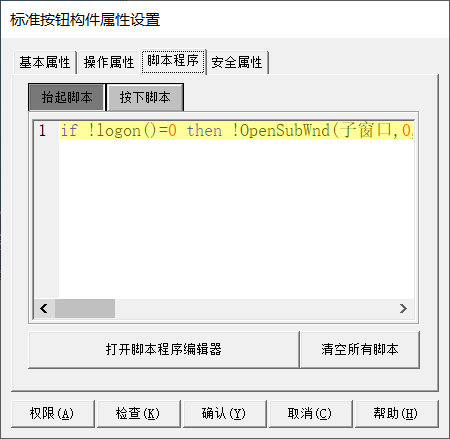 标准按钮构件属性设置
基本属性 操作属性 脚本程序 安全属性
抬起脚本 按下脚本
1 if !logon()=0 then !OpenSubWnd(子窗口,0,
打开脚本程序编辑器 清空所有脚本
权限(A) 检查(K) 确认(Y) 取消(C) 帮助(H)